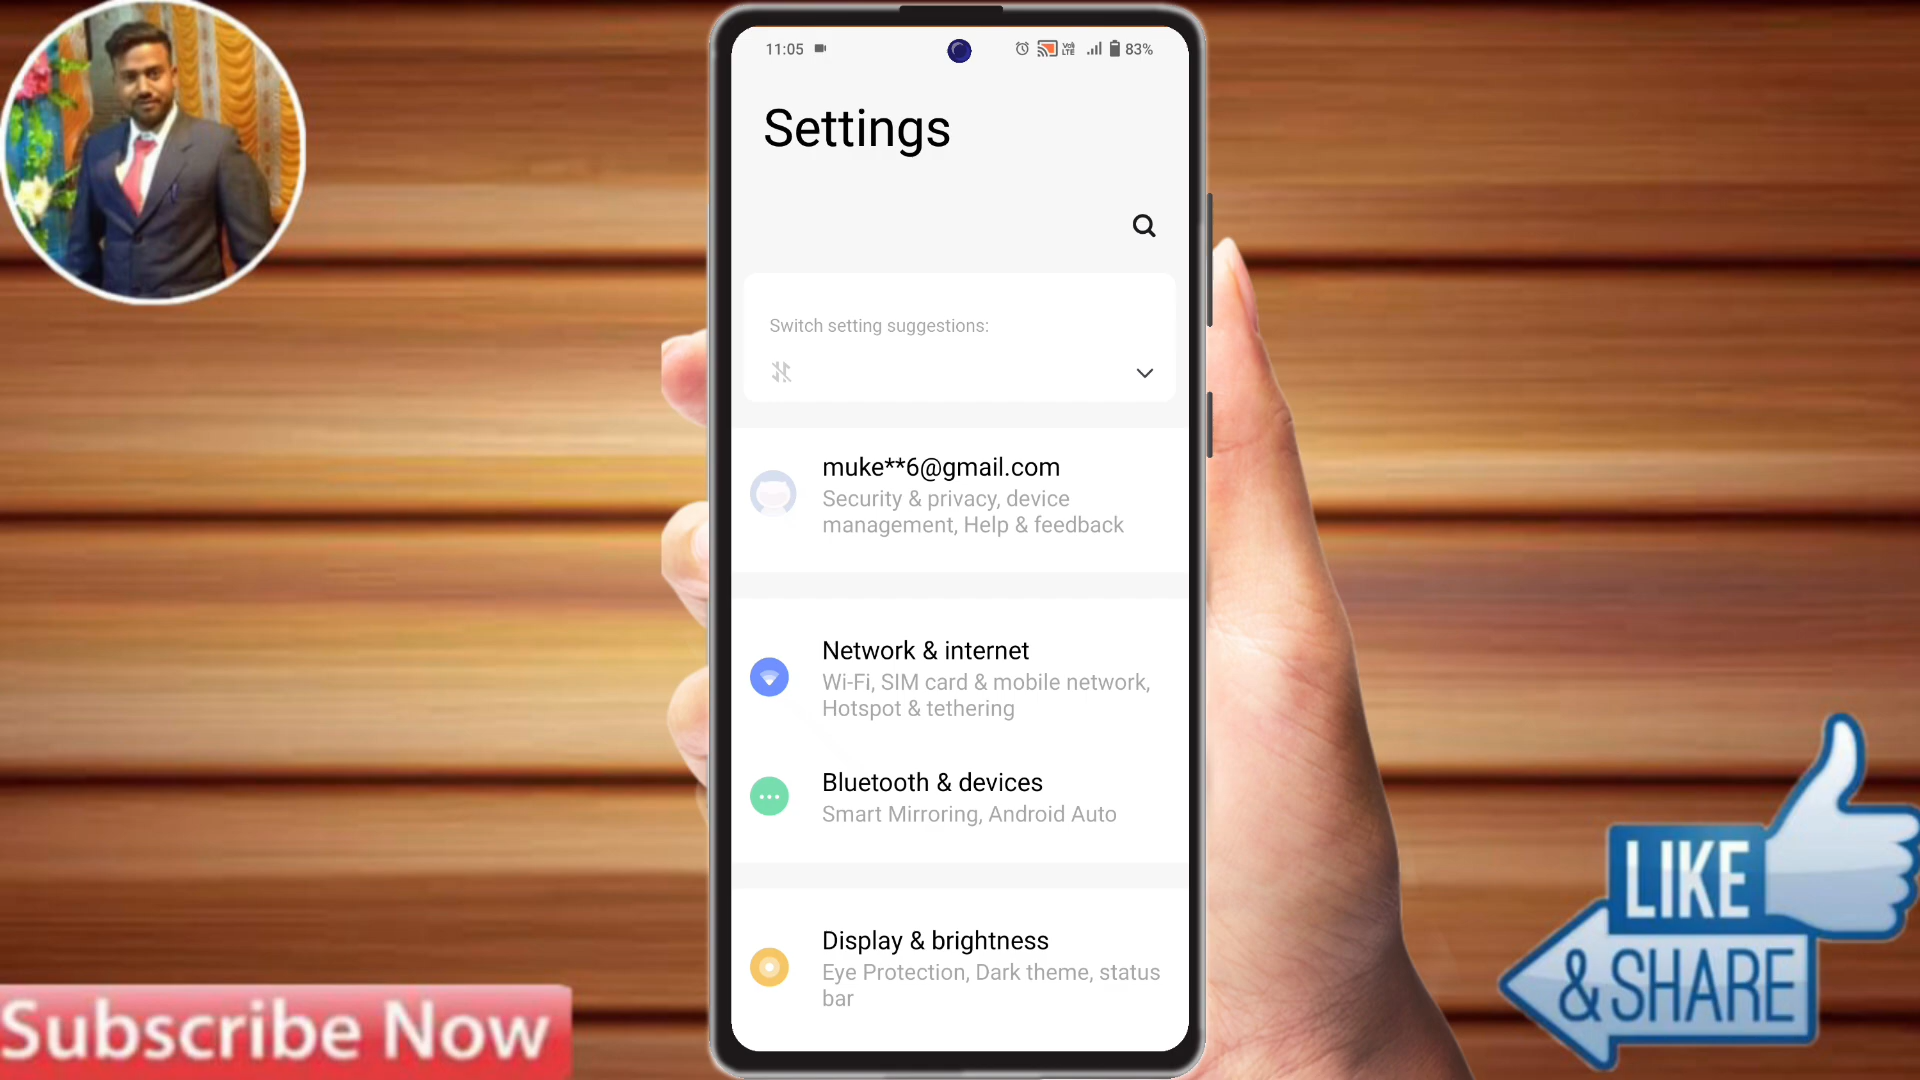 11:05
Vo))
LTE
83%
Settings
Switch setting suggestions:
muke**6@gmail.com
Security & privacy, device
management, Help & feedback
Network & internet
Wi-Fi, SIM card & mobile network,
Hotspot & tethering
Bluetooth & devices
Smart Mirroring, Android Auto
Display & brightness
Eye Protection, Dark theme, status
bar
Subscribe Now
LIKE
& SHARE